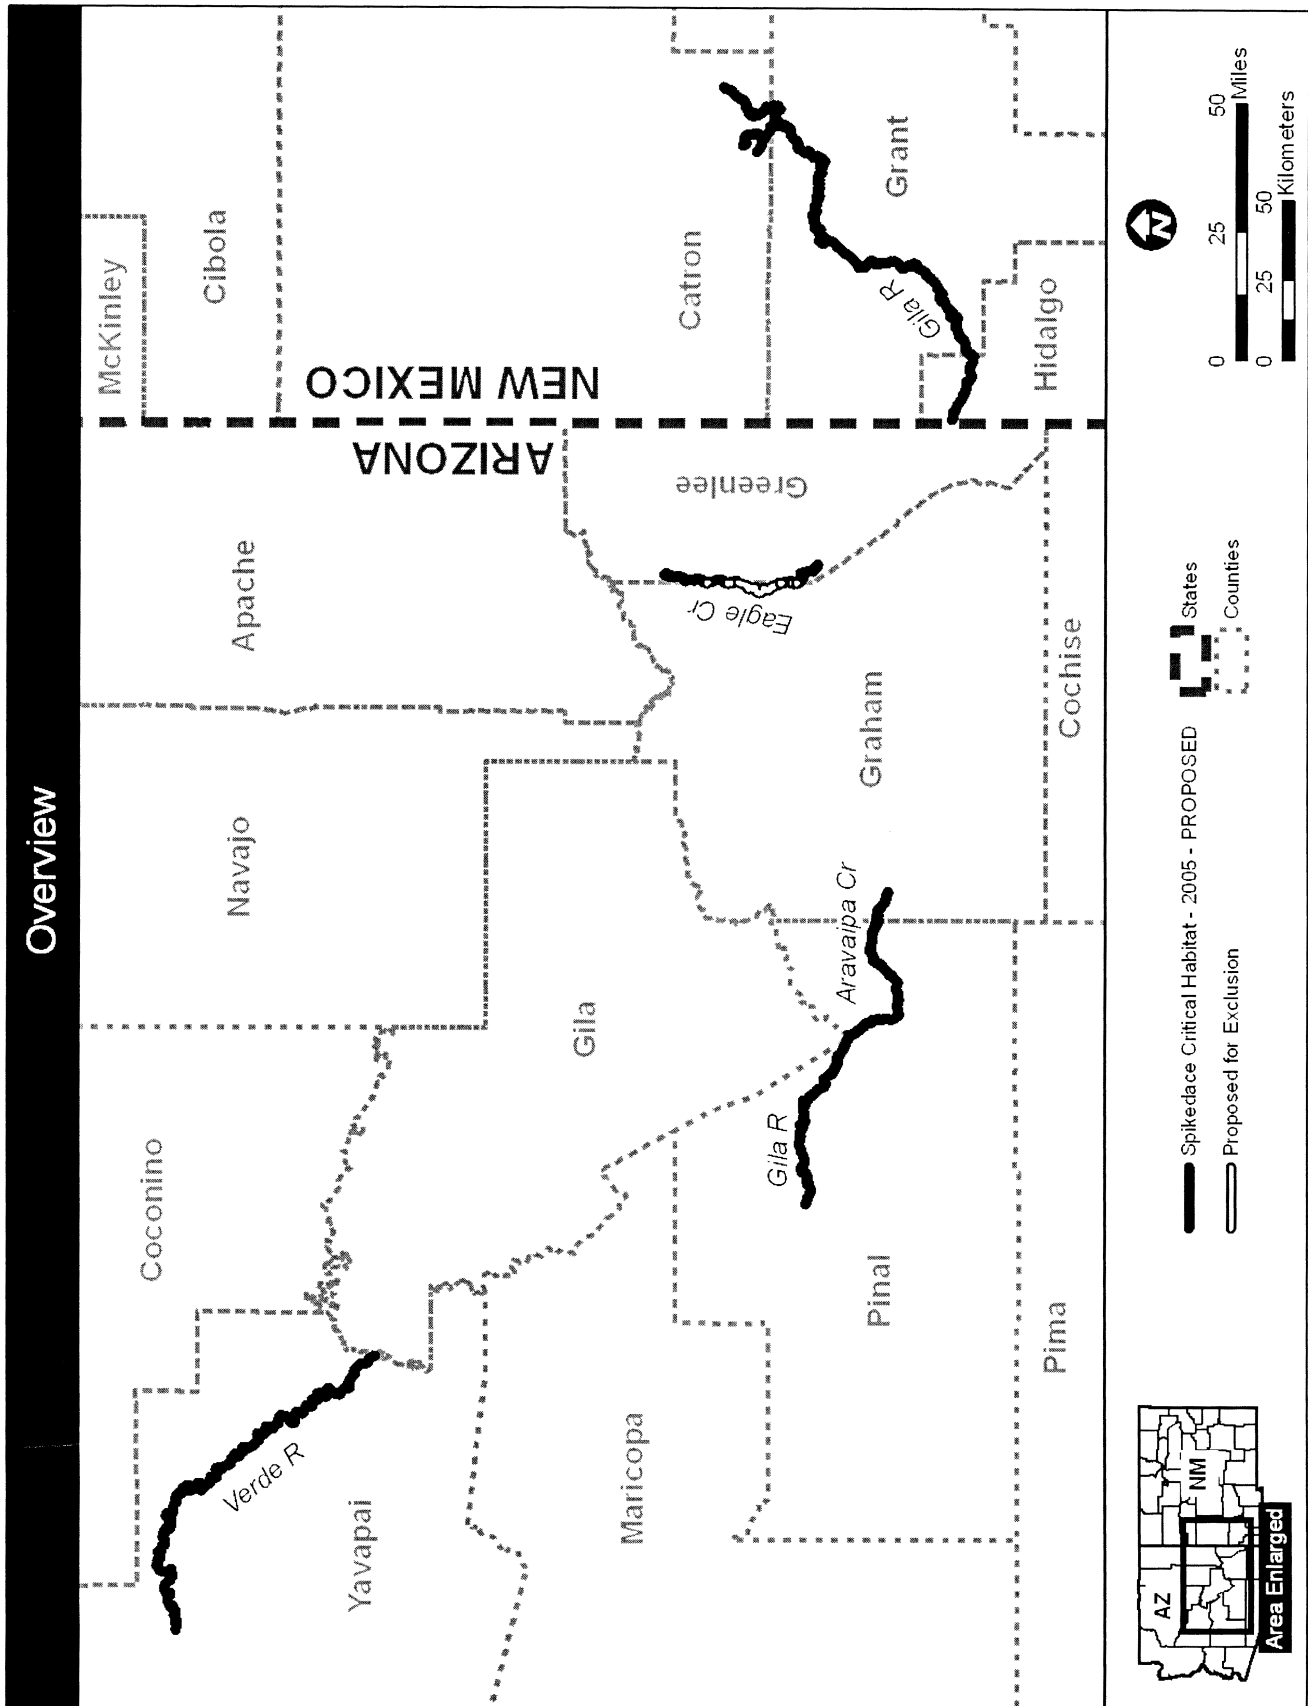 Overview
Coconino
Navajo
Apache
McKinley
Cibola
Verde R
Yavapai
Gila
ARIZONA
NEW MEXICO
Catron
Maricopa
Greenlee
Eagle Cr
Gila R
Aravaipa Cr
Graham
Gila R
Grant
Pinal
Pima
Cochise
Hidalgo
AZ
NM
Area Enlarged
Spikedace Critical Habitat - 2005 - PROPOSED
Proposed for Exclusion
States
Counties
N
0 25 50
Miles
0 25 50
Kilometers